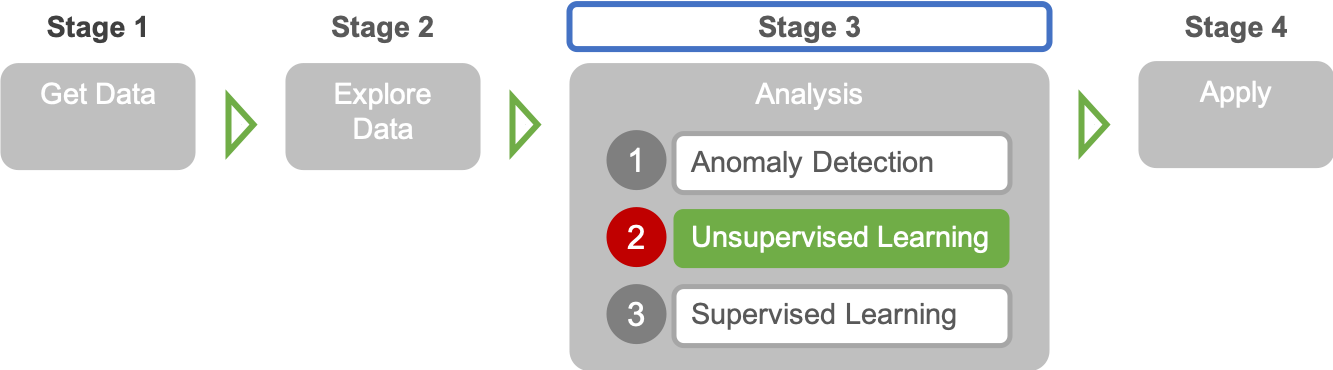 Stage 1
Stage 2
Stage 3
Stage 4
Get Data
Explore
Data
Analysis
Apply
1
Anomaly Detection
2
Unsupervised Learning
3
Supervised Learning